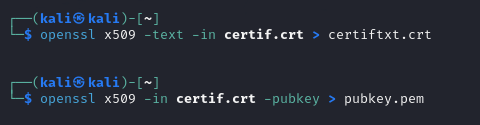 ┌──(kali㉿kali)-[~]
└─$ openssl x509 -text -in certif.crt > certiftxt.crt
┌──(kali㉿kali)-[~]
└─$ openssl x509 -in certif.crt -pubkey > pubkey.pem